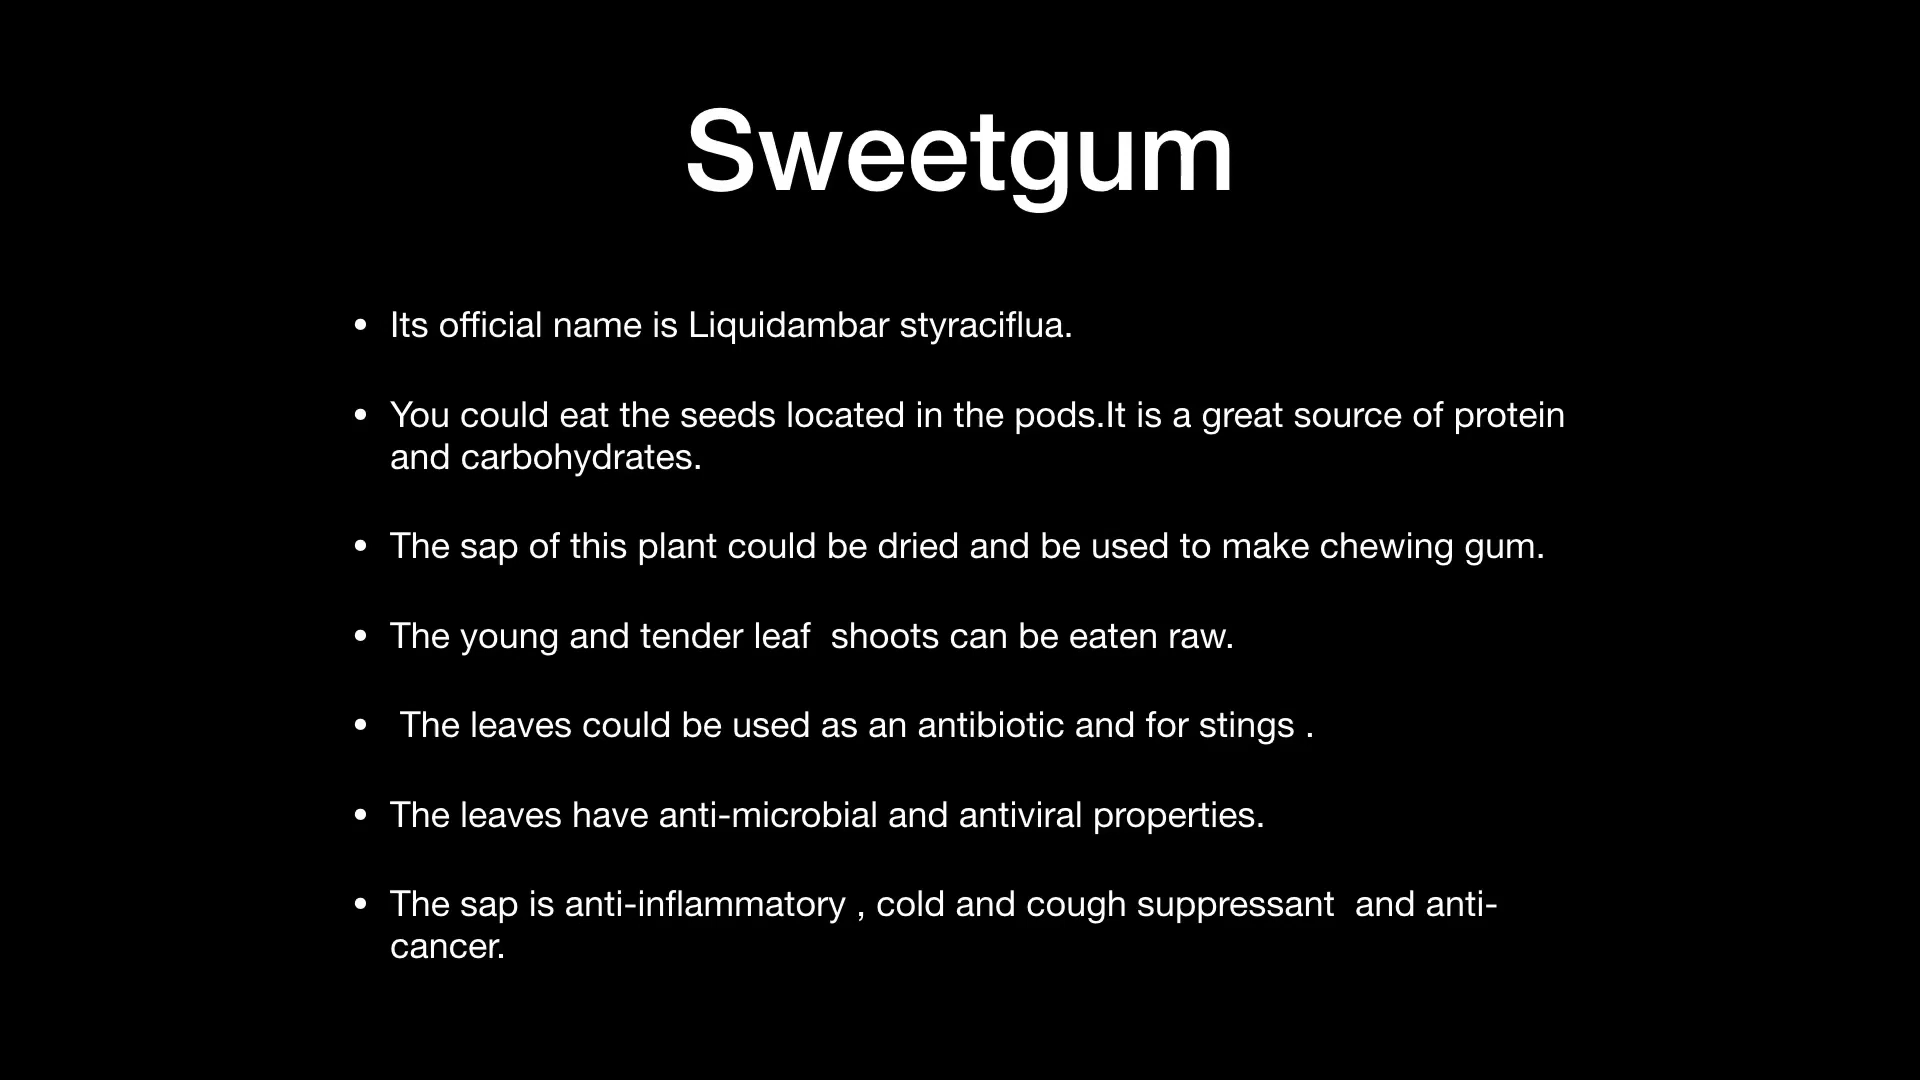 Sweetgum
• Its official name is Liquidambar styraciflua.
• You could eat the seeds located in the pods.It is a great source of protein
and carbohydrates.
• The sap of this plant could be dried and be used to make chewing gum.
• The young and tender leaf  shoots can be eaten raw.
•  The leaves could be used as an antibiotic and for stings .
• The leaves have anti-microbial and antiviral properties.
• The sap is anti-inflammatory , cold and cough suppressant  and anti-
cancer.